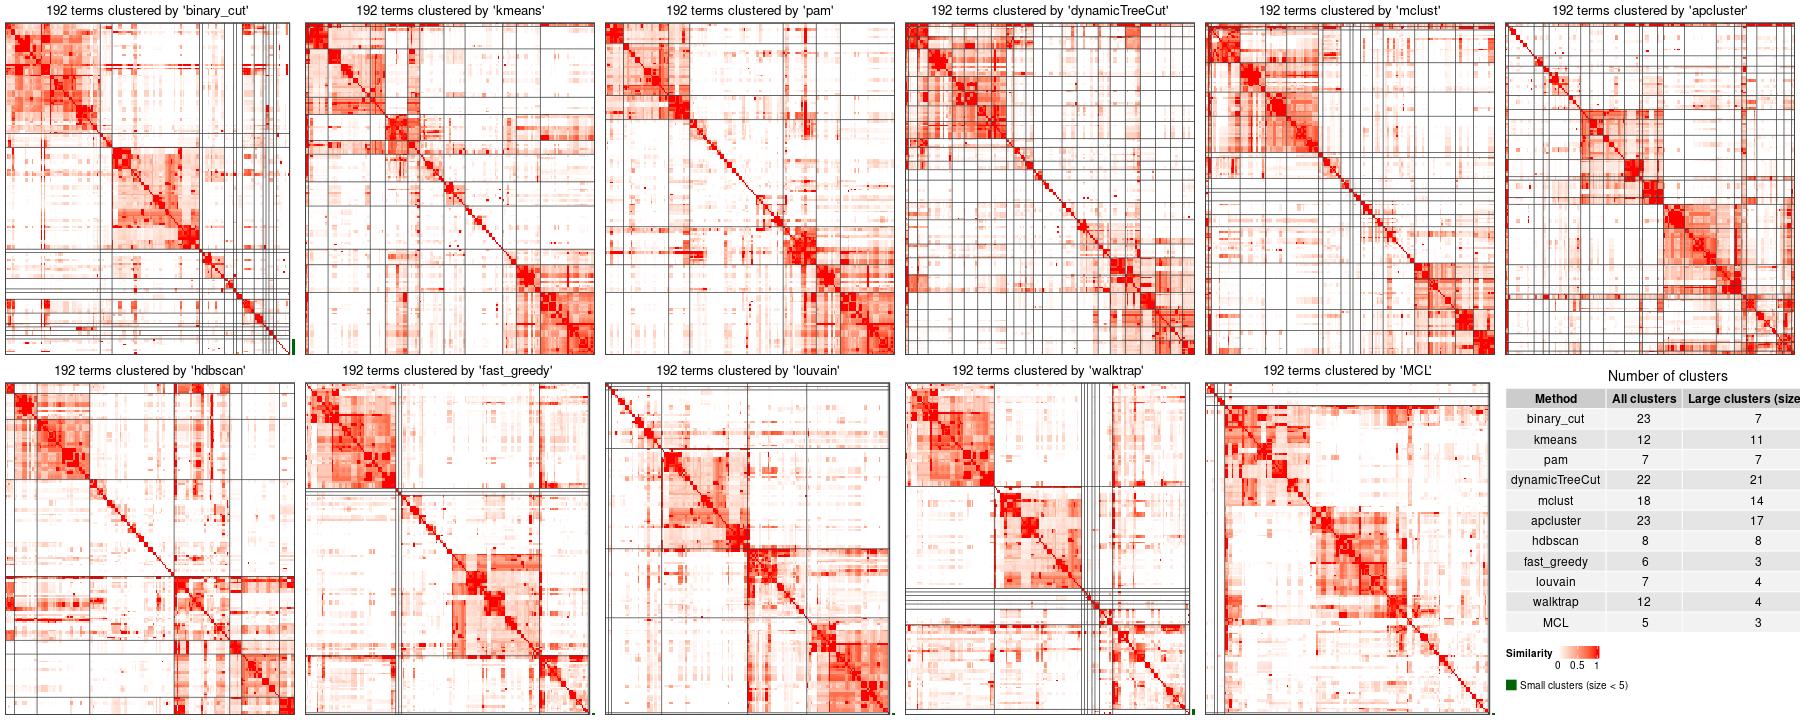 192 terms clustered by 'binary_cut'
192 terms clustered by 'kmeans'
192 terms clustered by 'pam'
192 terms clustered by 'dynamicTreeCut'
192 terms clustered by 'mclust'
192 terms clustered by 'apcluster'
192 terms clustered by 'hdbscan'
192 terms clustered by 'fast_greedy'
192 terms clustered by 'louvain'
192 terms clustered by 'walktrap'
192 terms clustered by 'MCL'
Number of clusters
Method All clusters Large clusters (size
binary_cut 23 7
kmeans 12 11
pam 7 7
dynamicTreeCut 22 21
mclust 18 14
apcluster 23 17
hdbscan 8 8
fast_greedy 6 3
louvain 7 4
walktrap 12 4
MCL 5 3
Similarity
0 0.5 1
Small clusters (size < 5)